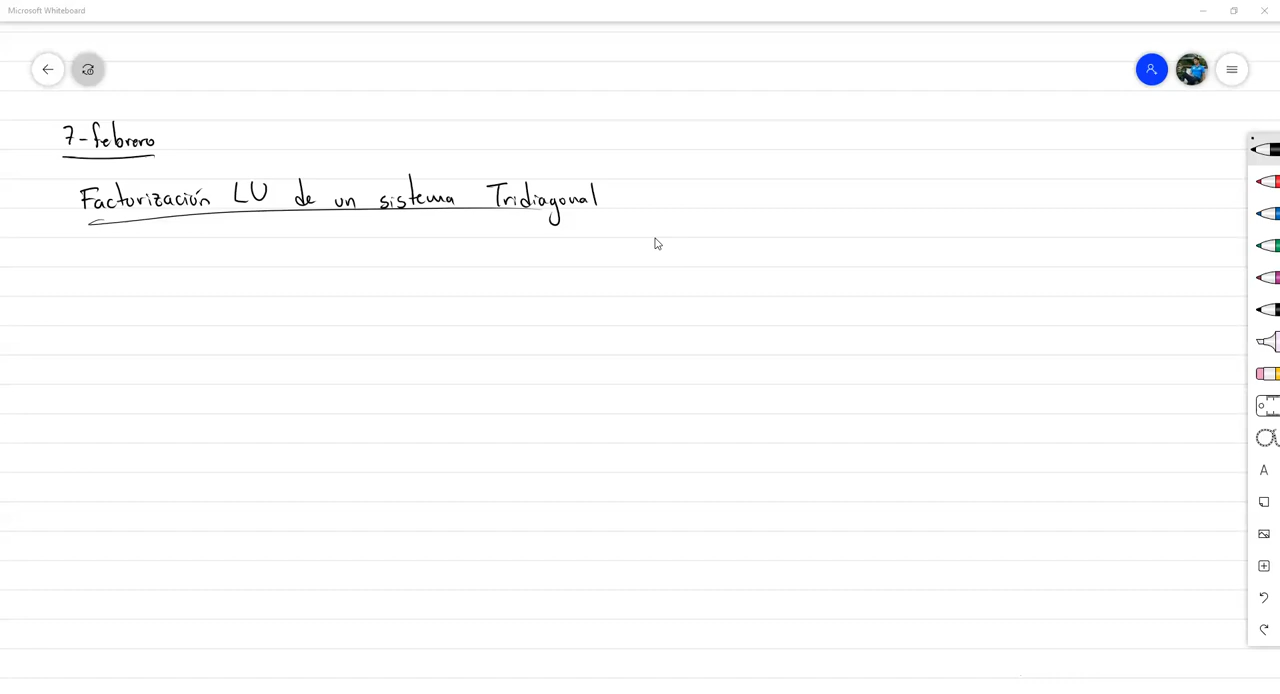 Microsoft Whiteboard
7-febrero
Factorización LU de un sistema Tridiagonal
A